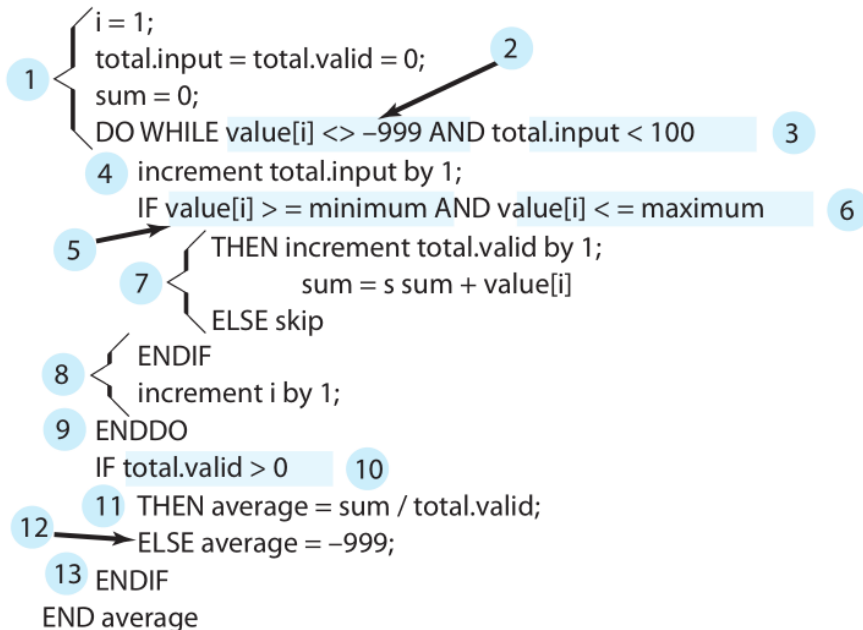 i = 1;
total.input = total.valid = 0;
2
1
sum = 0;
DO WHILE value[i] <> –999 AND total.input < 100 3
4 increment total.input by 1;
IF value[i] > = minimum AND value[i] < = maximum 6
5
THEN increment total.valid by 1;
7
sum = s sum + value[i]
ELSE skip
ENDIF
8
increment i by 1;
9 ENDDO
IF total.valid > 0 10
11 THEN average = sum / total.valid;
12
ELSE average = –999;
13 ENDIF
END average